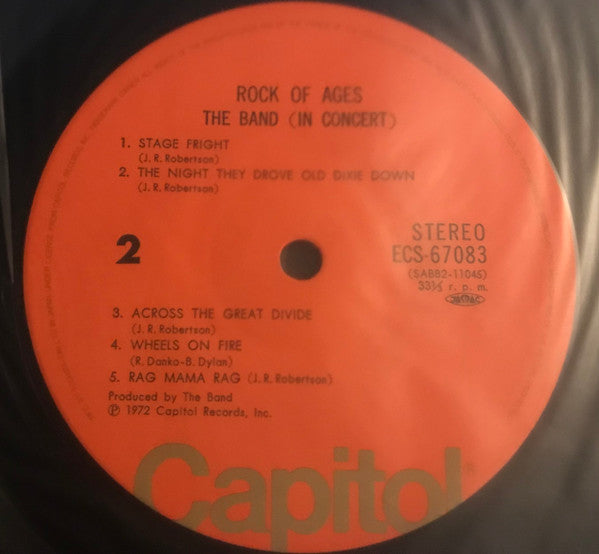 ROCK OF AGES
THE BAND (IN CONCERT)
1. STAGE FRIGHT
(J. R. Robertson)
2. THE NIGHT THEY DROVE OLD DIXIE DOWN
(J. R. Robertson)
2
STEREO
ECS-67083
(SABB2-11045)
33⅓ r. p. m.
JASRAC
3. ACROSS THE GREAT DIVIDE
(J. R. Robertson)
4. WHEELS ON FIRE
(R. Danko-B. Dylan)
5. RAG MAMA RAG (J. R. Robertson)
Produced by The Band
Ⓟ 1972 Capitol Records, Inc.
Capitol®